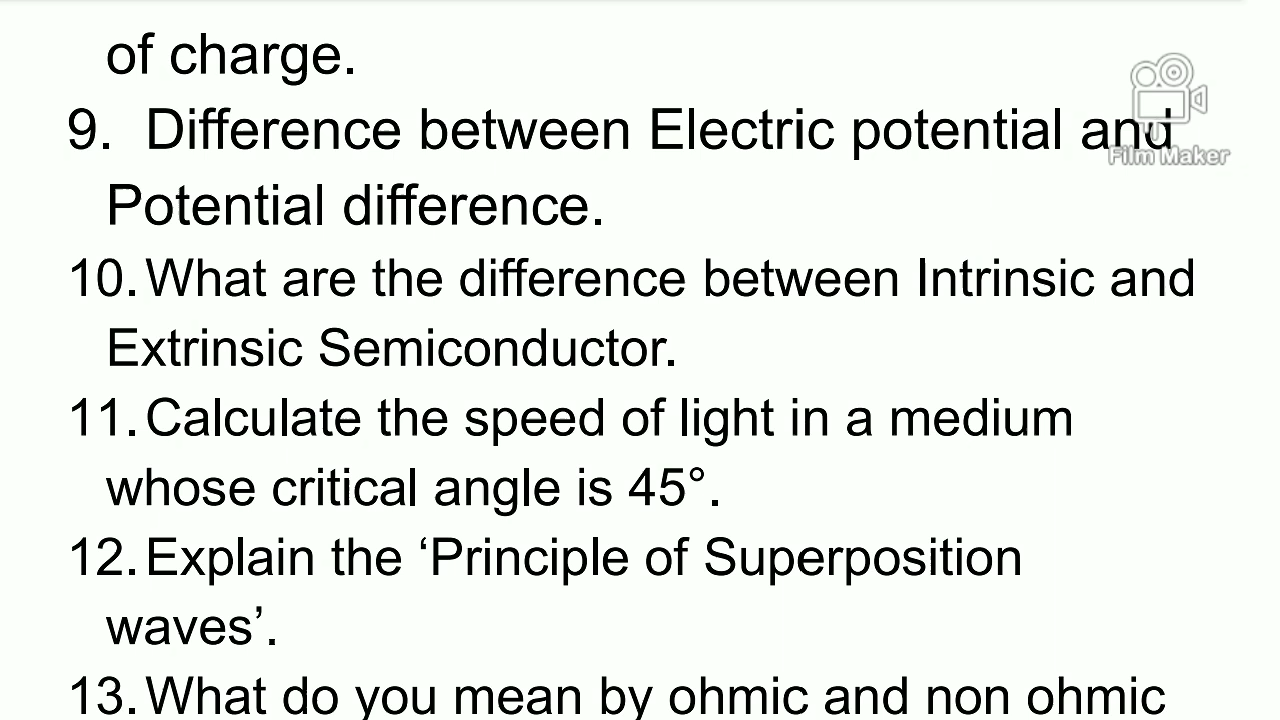 of charge.
9. Difference between Electric potential and
Film Maker
Potential difference.
10. What are the difference between Intrinsic and
Extrinsic Semiconductor.
11. Calculate the speed of light in a medium
whose critical angle is 45°.
12. Explain the ‘Principle of Superposition
waves’.
13. What do you mean by ohmic and non ohmic